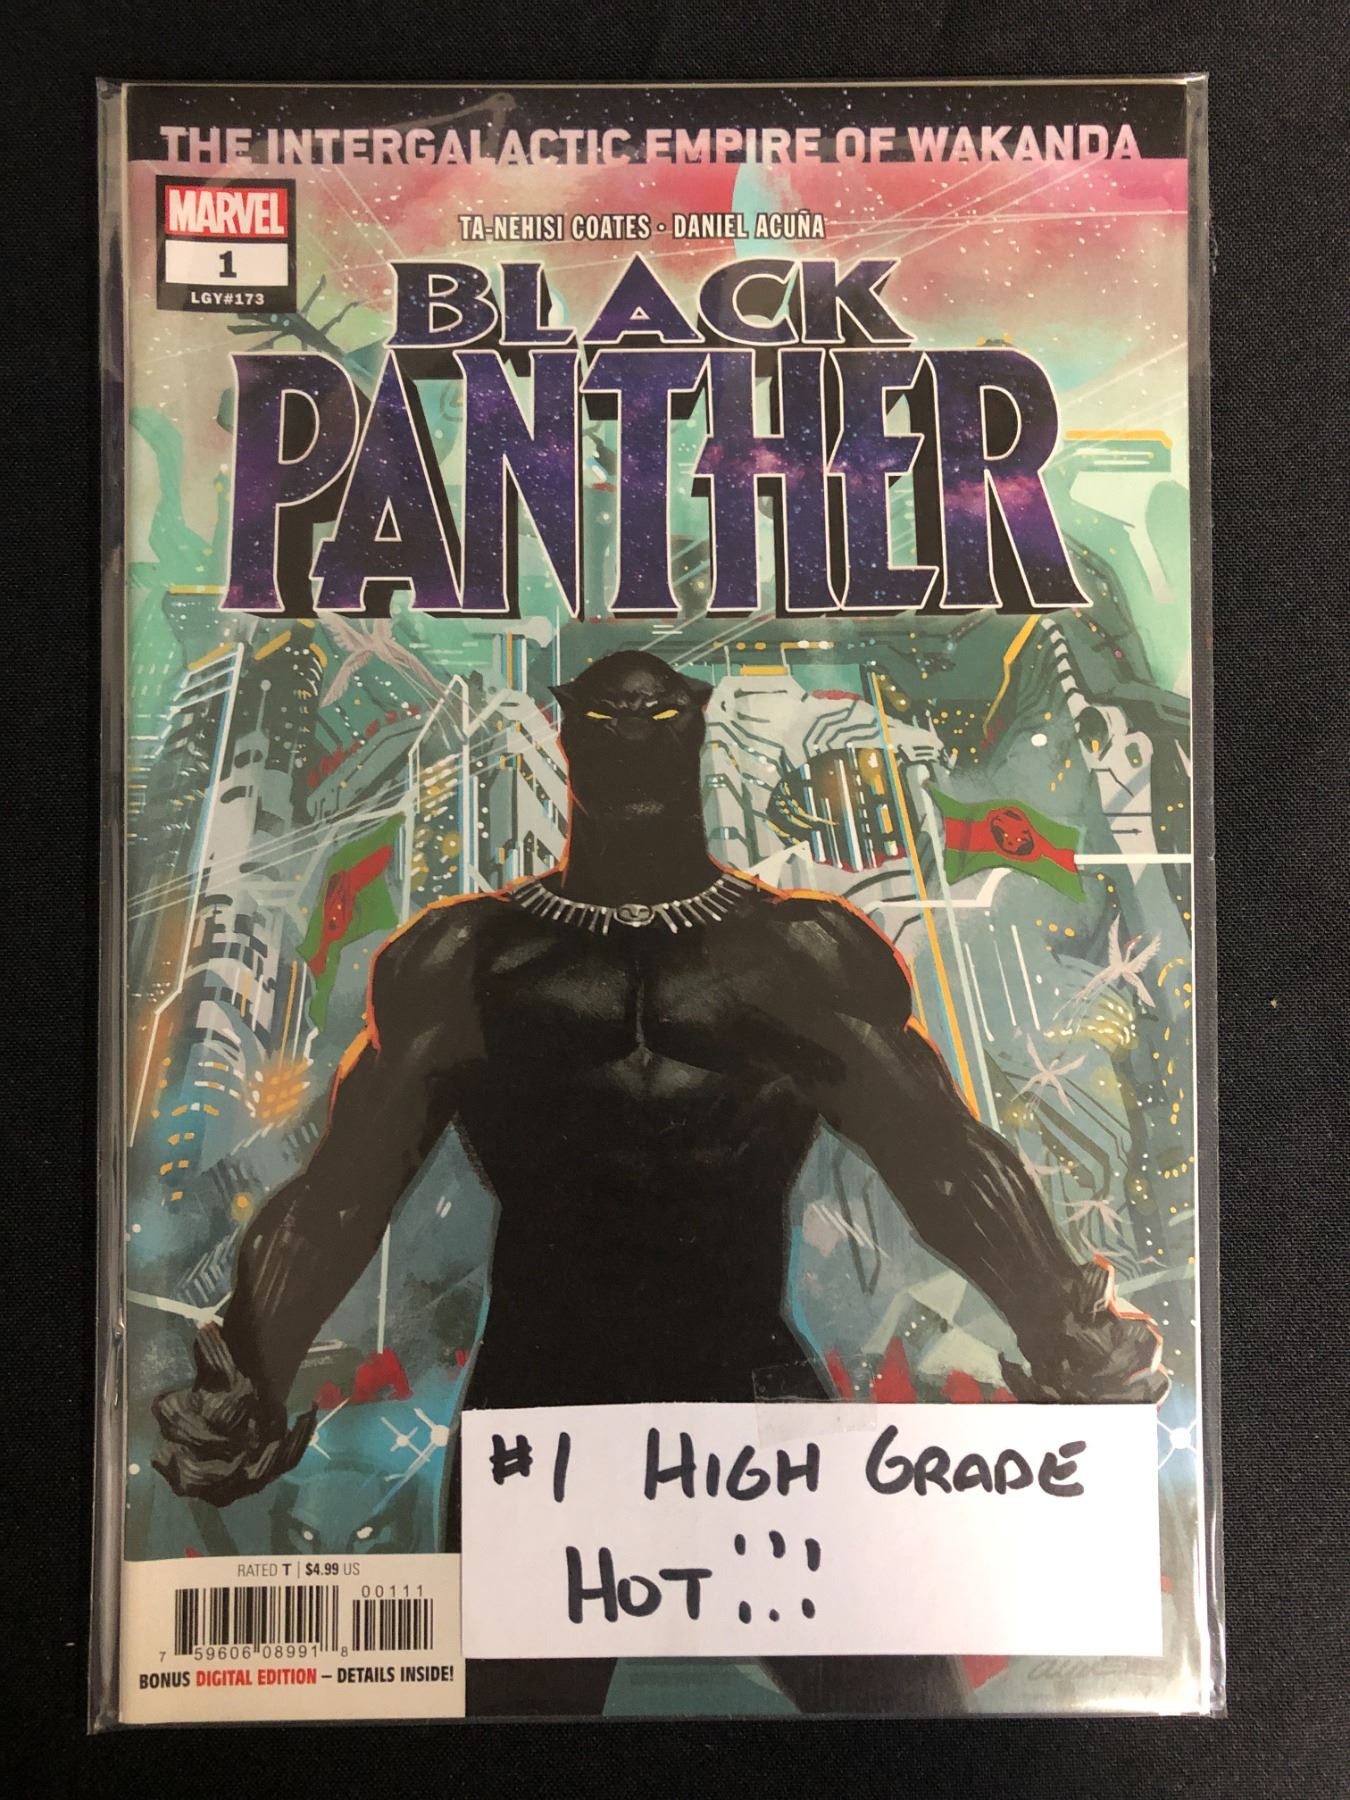 THE INTERGALACTIC EMPIRE OF WAKANDA
MARVEL
1
LGY#173
TA-NEHISI COATES · DANIEL ACUÑA
BLACK
PANTHER
#1 HIGH GRADE
HOT!!!
RATED T | $4.99 US
00111
7 59606 08991 8
BONUS DIGITAL EDITION – DETAILS INSIDE!